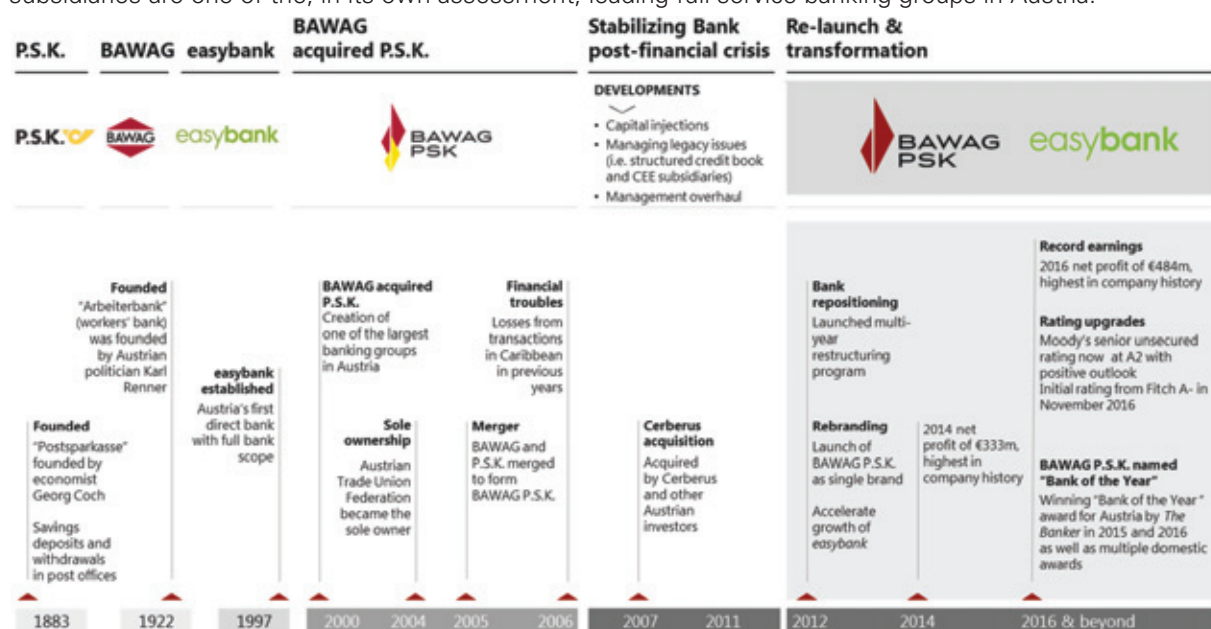 subsidiaries are one of the, in its own assessment, leading full service banking groups in Austria.
P.S.K.
BAWAG
easybank
BAWAG
acquired P.S.K.
Stabilizing Bank
post-financial crisis
Re-launch &
transformation
P.S.K.
BAWAG
easybank
BAWAG
PSK
DEVELOPMENTS
• Capital injections
• Managing legacy issues
(i.e. structured credit book
and CEE subsidiaries)
• Management overhaul
BAWAG
PSK
easybank
Founded
"Postsparkasse"
founded by
economist
Georg Coch
Savings
deposits and
withdrawals
in post offices
Founded
"Arbeiterbank"
(workers' bank)
was founded
by Austrian
politician Karl
Renner
easybank
established
Austria's first
direct bank
with full bank
scope
BAWAG acquired
P.S.K.
Creation of
one of the largest
banking groups
in Austria
Sole
ownership
Austrian
Trade Union
Federation
became the
sole owner
Merger
BAWAG and
P.S.K. merged
to form
BAWAG P.S.K.
Financial
troubles
Losses from
transactions
in Caribbean
in previous
years
Cerberus
acquisition
Acquired
by Cerberus
and other
Austrian
investors
Bank
repositioning
Launched multi-
year
restructuring
program
Rebranding
Launch of
BAWAG P.S.K.
as single brand
Accelerate
growth of
easybank
2014 net
profit of €333m,
highest in
company history
Record earnings
2016 net profit of €484m,
highest in company history
Rating upgrades
Moody's senior unsecured
rating now at A2 with
positive outlook
Initial rating from Fitch A- in
November 2016
BAWAG P.S.K. named
"Bank of the Year"
Winning "Bank of the Year"
award for Austria by The
Banker in 2015 and 2016
as well as multiple domestic
awards
1883
1922
1997
2000
2004
2005
2006
2007
2011
2012
2014
2016 & beyond